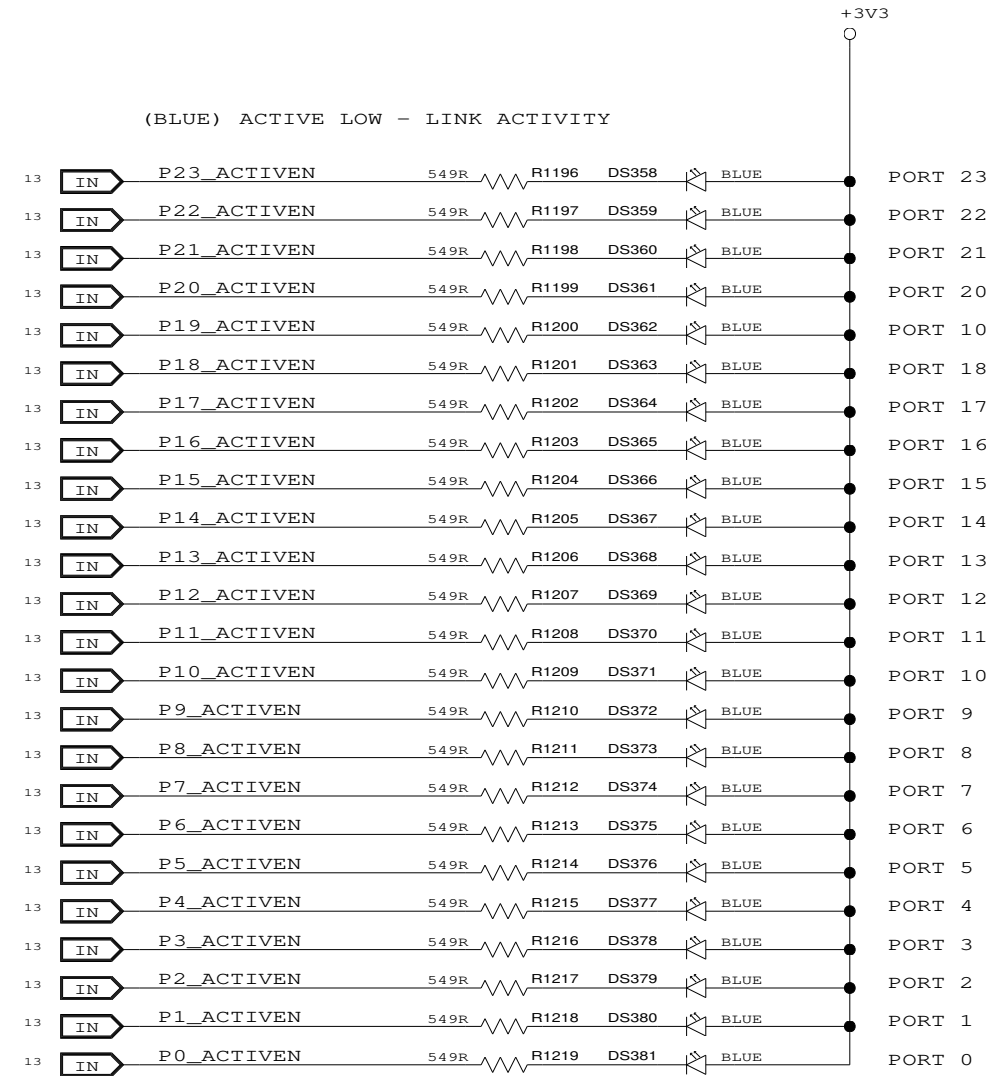 +3V3
(BLUE) ACTIVE LOW - LINK ACTIVITY
13 IN P23_ACTIVEN 549R R1196 DS358 BLUE PORT 23
13 IN P22_ACTIVEN 549R R1197 DS359 BLUE PORT 22
13 IN P21_ACTIVEN 549R R1198 DS360 BLUE PORT 21
13 IN P20_ACTIVEN 549R R1199 DS361 BLUE PORT 20
13 IN P19_ACTIVEN 549R R1200 DS362 BLUE PORT 10
13 IN P18_ACTIVEN 549R R1201 DS363 BLUE PORT 18
13 IN P17_ACTIVEN 549R R1202 DS364 BLUE PORT 17
13 IN P16_ACTIVEN 549R R1203 DS365 BLUE PORT 16
13 IN P15_ACTIVEN 549R R1204 DS366 BLUE PORT 15
13 IN P14_ACTIVEN 549R R1205 DS367 BLUE PORT 14
13 IN P13_ACTIVEN 549R R1206 DS368 BLUE PORT 13
13 IN P12_ACTIVEN 549R R1207 DS369 BLUE PORT 12
13 IN P11_ACTIVEN 549R R1208 DS370 BLUE PORT 11
13 IN P10_ACTIVEN 549R R1209 DS371 BLUE PORT 10
13 IN P9_ACTIVEN 549R R1210 DS372 BLUE PORT 9
13 IN P8_ACTIVEN 549R R1211 DS373 BLUE PORT 8
13 IN P7_ACTIVEN 549R R1212 DS374 BLUE PORT 7
13 IN P6_ACTIVEN 549R R1213 DS375 BLUE PORT 6
13 IN P5_ACTIVEN 549R R1214 DS376 BLUE PORT 5
13 IN P4_ACTIVEN 549R R1215 DS377 BLUE PORT 4
13 IN P3_ACTIVEN 549R R1216 DS378 BLUE PORT 3
13 IN P2_ACTIVEN 549R R1217 DS379 BLUE PORT 2
13 IN P1_ACTIVEN 549R R1218 DS380 BLUE PORT 1
13 IN P0_ACTIVEN 549R R1219 DS381 BLUE PORT 0